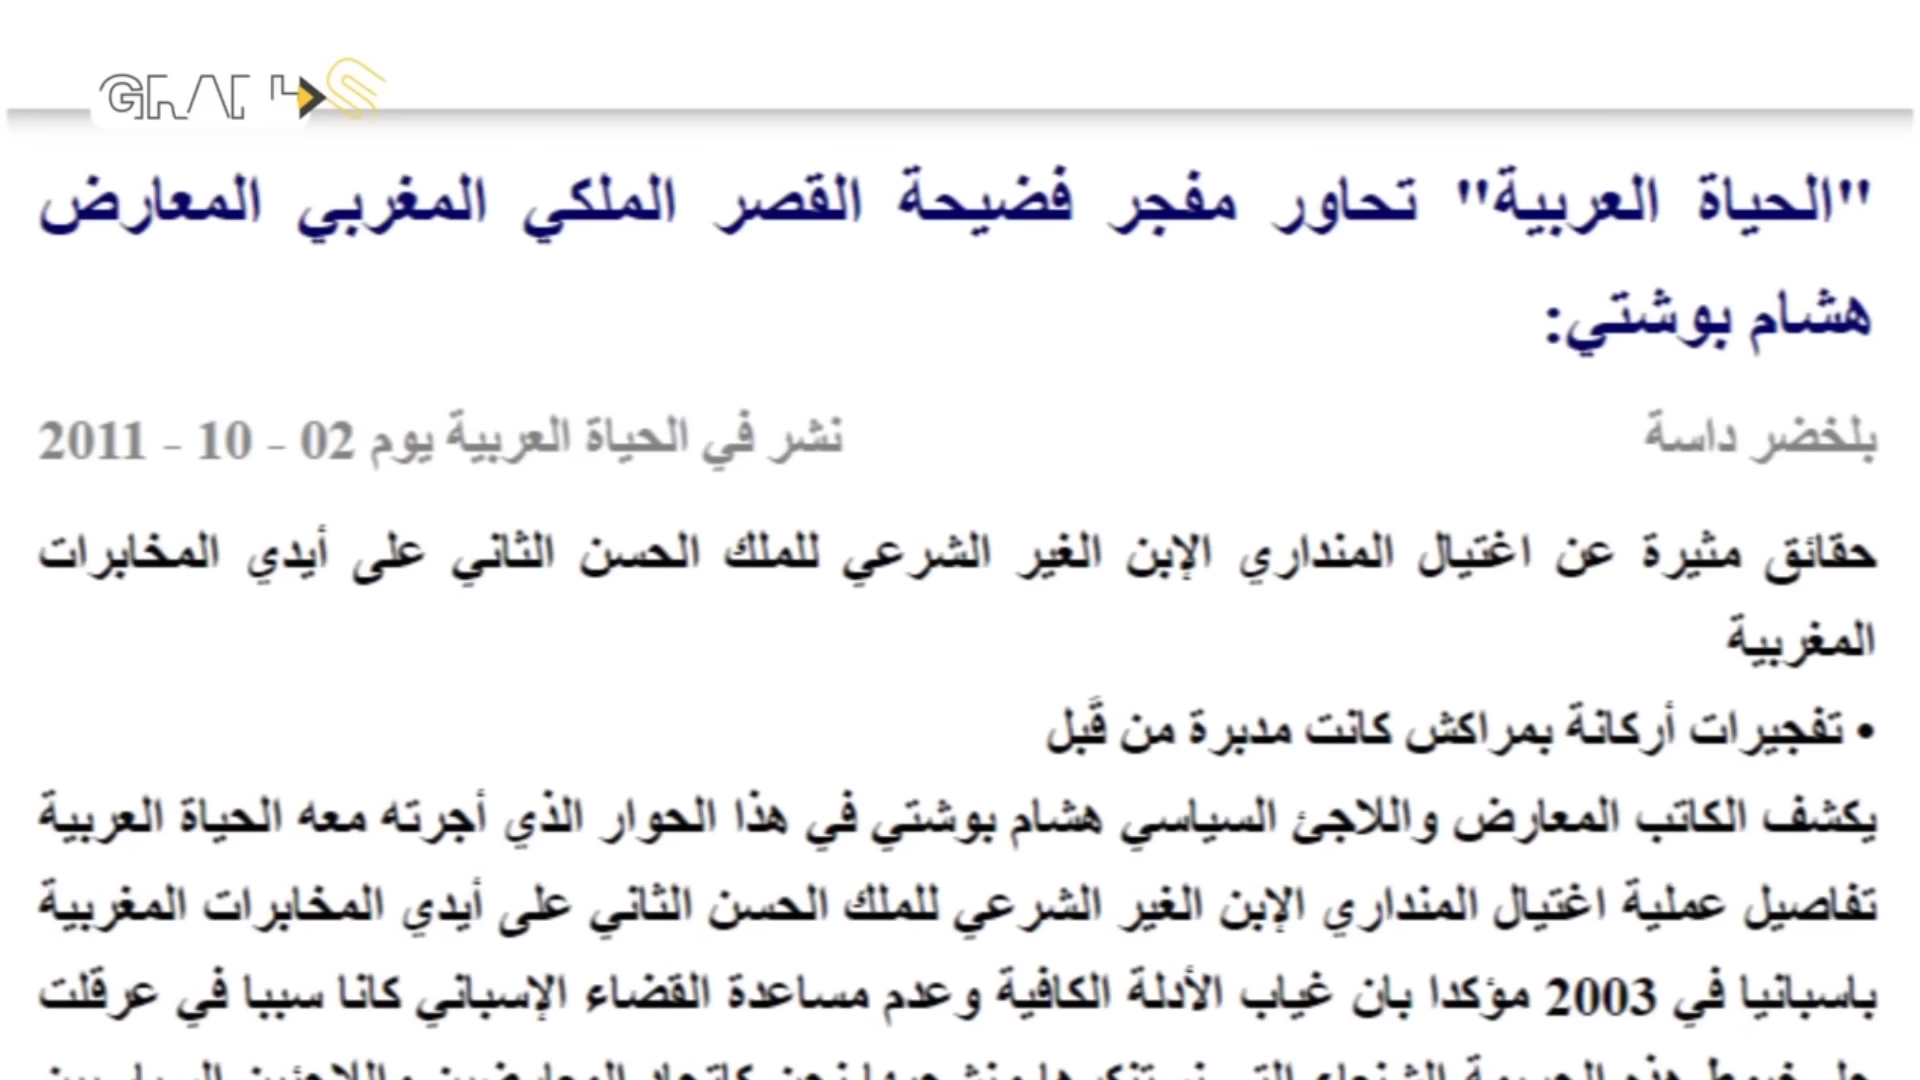 "الحياة العربية" تحاور مفجر فضيحة القصر الملكي المغربي المعارض
هشام بوشتي:
بلخضر داسة
نشر في الحياة العربية يوم 02 - 10 - 2011
حقائق مثيرة عن اغتيال المنداري الإبن الغير الشرعي للملك الحسن الثاني على أيدي المخابرات
المغربية
• تفجيرات أركانة بمراكش كانت مدبرة من قَبل
يكشف الكاتب المعارض واللاجئ السياسي هشام بوشتي في هذا الحوار الذي أجرته معه الحياة العربية
تفاصيل عملية اغتيال المنداري الإبن الغير الشرعي للملك الحسن الثاني على أيدي المخابرات المغربية
باسبانيا في 2003 مؤكدا بان غياب الأدلة الكافية وعدم مساعدة القضاء الإسباني كانا سببا في عرقلت